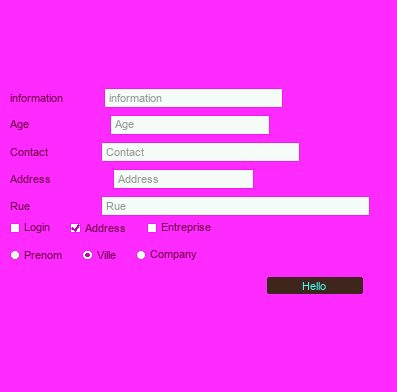 information information
Age Age
Contact Contact
Address Address
Rue Rue
Login Address Entreprise
Prenom Ville Company
Hello